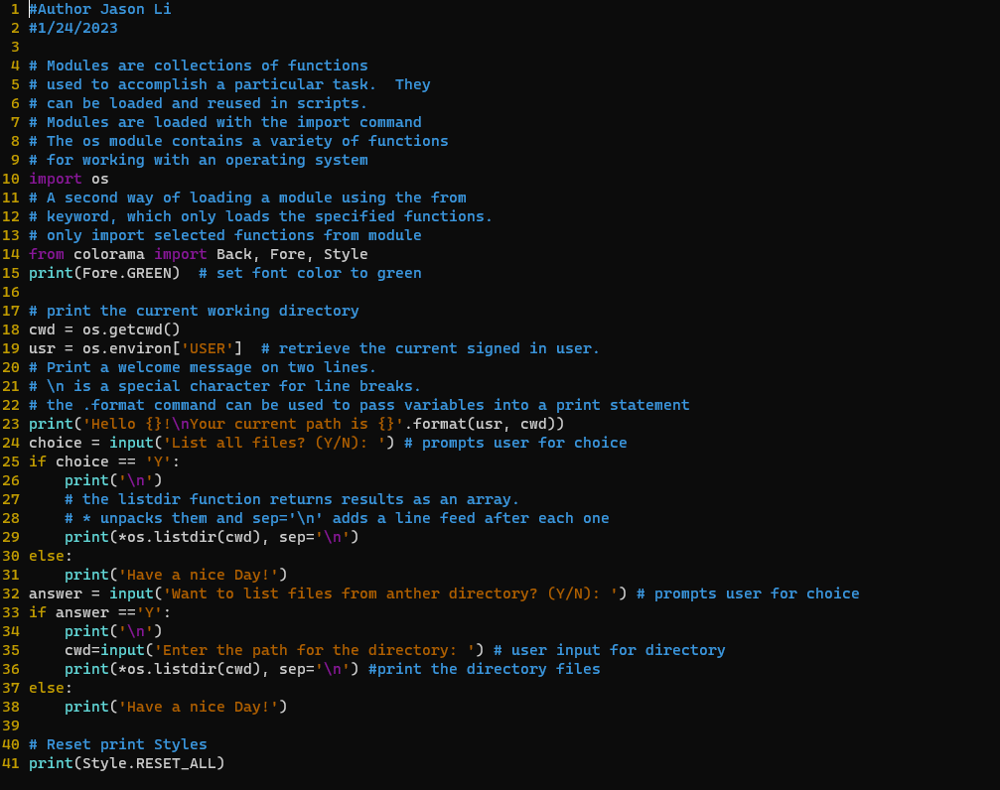 1 #Author Jason Li
2 #1/24/2023
3
4 # Modules are collections of functions
5 # used to accomplish a particular task.  They
6 # can be loaded and reused in scripts.
7 # Modules are loaded with the import command
8 # The os module contains a variety of functions
9 # for working with an operating system
10 import os
11 # A second way of loading a module using the from
12 # keyword, which only loads the specified functions.
13 # only import selected functions from module
14 from colorama import Back, Fore, Style
15 print(Fore.GREEN)  # set font color to green
16
17 # print the current working directory
18 cwd = os.getcwd()
19 usr = os.environ['USER']  # retrieve the current signed in user.
20 # Print a welcome message on two lines.
21 # \n is a special character for line breaks.
22 # the .format command can be used to pass variables into a print statement
23 print('Hello {}!\nYour current path is {}'.format(usr, cwd))
24 choice = input('List all files? (Y/N): ') # prompts user for choice
25 if choice == 'Y':
26     print('\n')
27     # the listdir function returns results as an array.
28     # * unpacks them and sep='\n' adds a line feed after each one
29     print(*os.listdir(cwd), sep='\n')
30 else:
31     print('Have a nice Day!')
32 answer = input('Want to list files from anther directory? (Y/N): ') # prompts user for choice
33 if answer =='Y':
34     print('\n')
35     cwd=input('Enter the path for the directory: ') # user input for directory
36     print(*os.listdir(cwd), sep='\n') #print the directory files
37 else:
38     print('Have a nice Day!')
39
40 # Reset print Styles
41 print(Style.RESET_ALL)